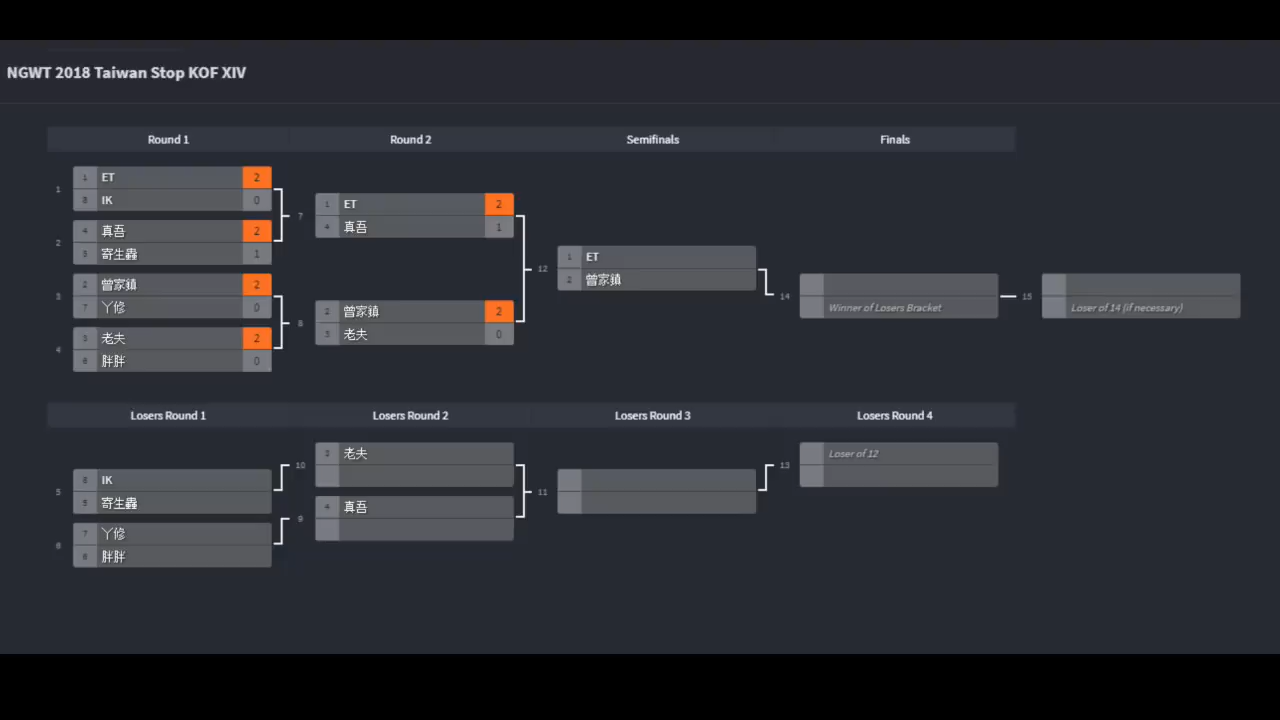 NGWT 2018 Taiwan Stop KOF XIV
Round 1
Round 2
Semifinals
Finals
1
1 ET 2
8 IK 0
2
4 真吾 2
5 寄生蟲 1
3
2 曾家鎮 2
7 丫修 0
4
3 老夫 2
6 胖胖 0
7
1 ET 2
4 真吾 1
8
2 曾家鎮 2
3 老夫 0
12
1 ET
2 曾家鎮
14
Winner of Losers Bracket
15
Loser of 14 (if necessary)
Losers Round 1
Losers Round 2
Losers Round 3
Losers Round 4
5
8 IK
5 寄生蟲
6
7 丫修
6 胖胖
10
3 老夫
9
4 真吾
11
13
Loser of 12